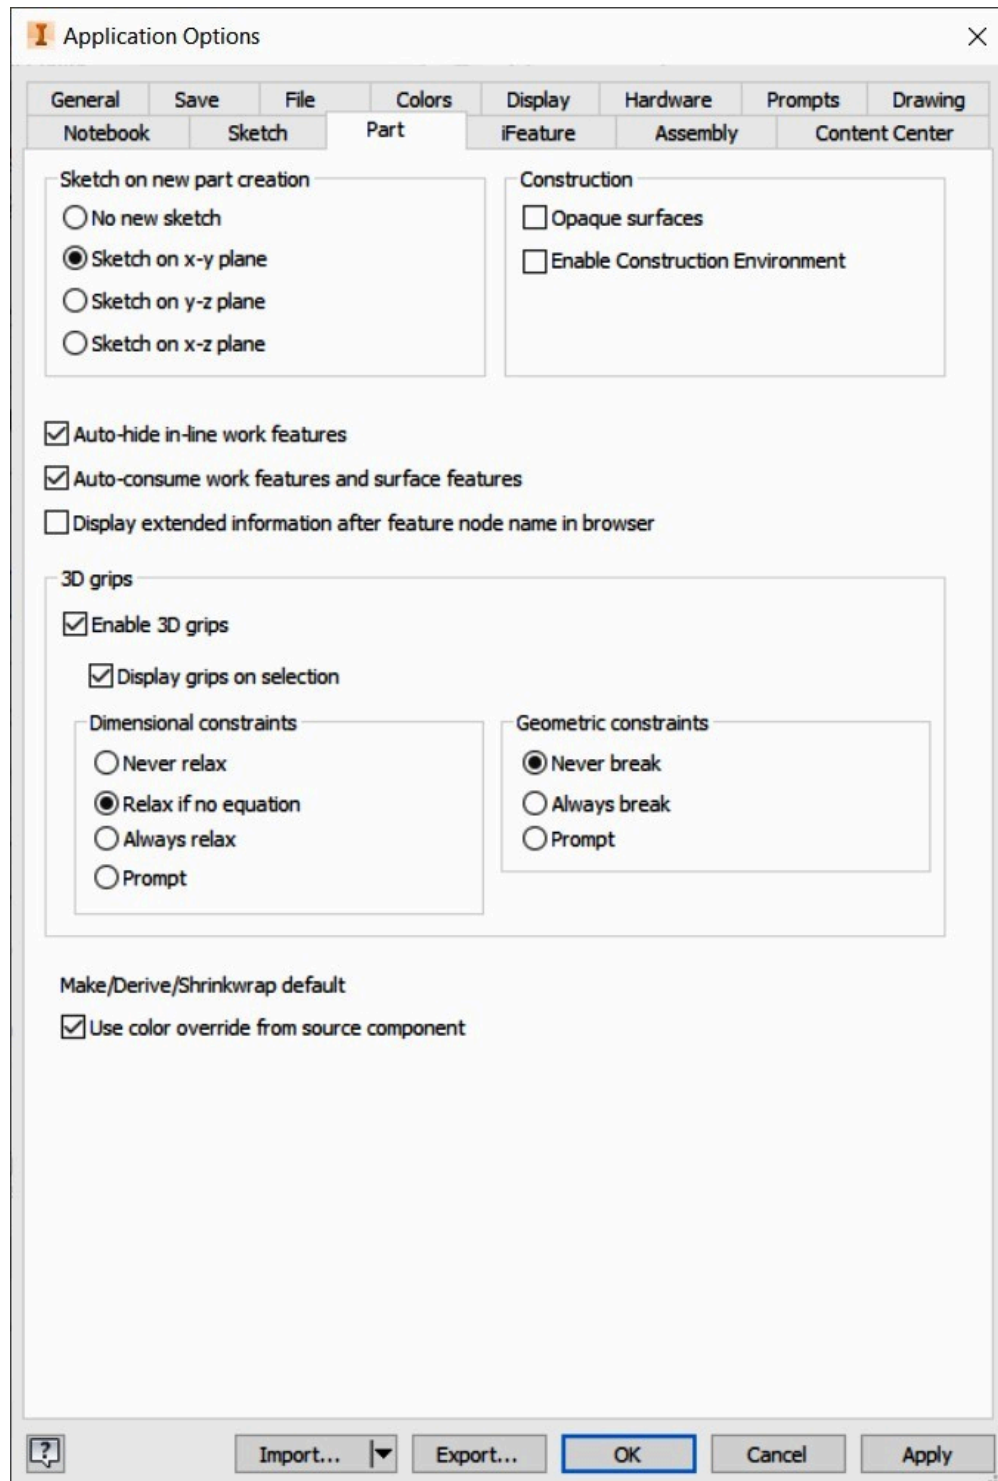 Application Options
General Save File Colors Display Hardware Prompts Drawing
Notebook Sketch Part iFeature Assembly Content Center
Sketch on new part creation
No new sketch
Sketch on x-y plane
Sketch on y-z plane
Sketch on x-z plane
Construction
Opaque surfaces
Enable Construction Environment
Auto-hide in-line work features
Auto-consume work features and surface features
Display extended information after feature node name in browser
3D grips
Enable 3D grips
Display grips on selection
Dimensional constraints
Never relax
Relax if no equation
Always relax
Prompt
Geometric constraints
Never break
Always break
Prompt
Make/Derive/Shrinkwrap default
Use color override from source component
Import... Export... OK Cancel Apply